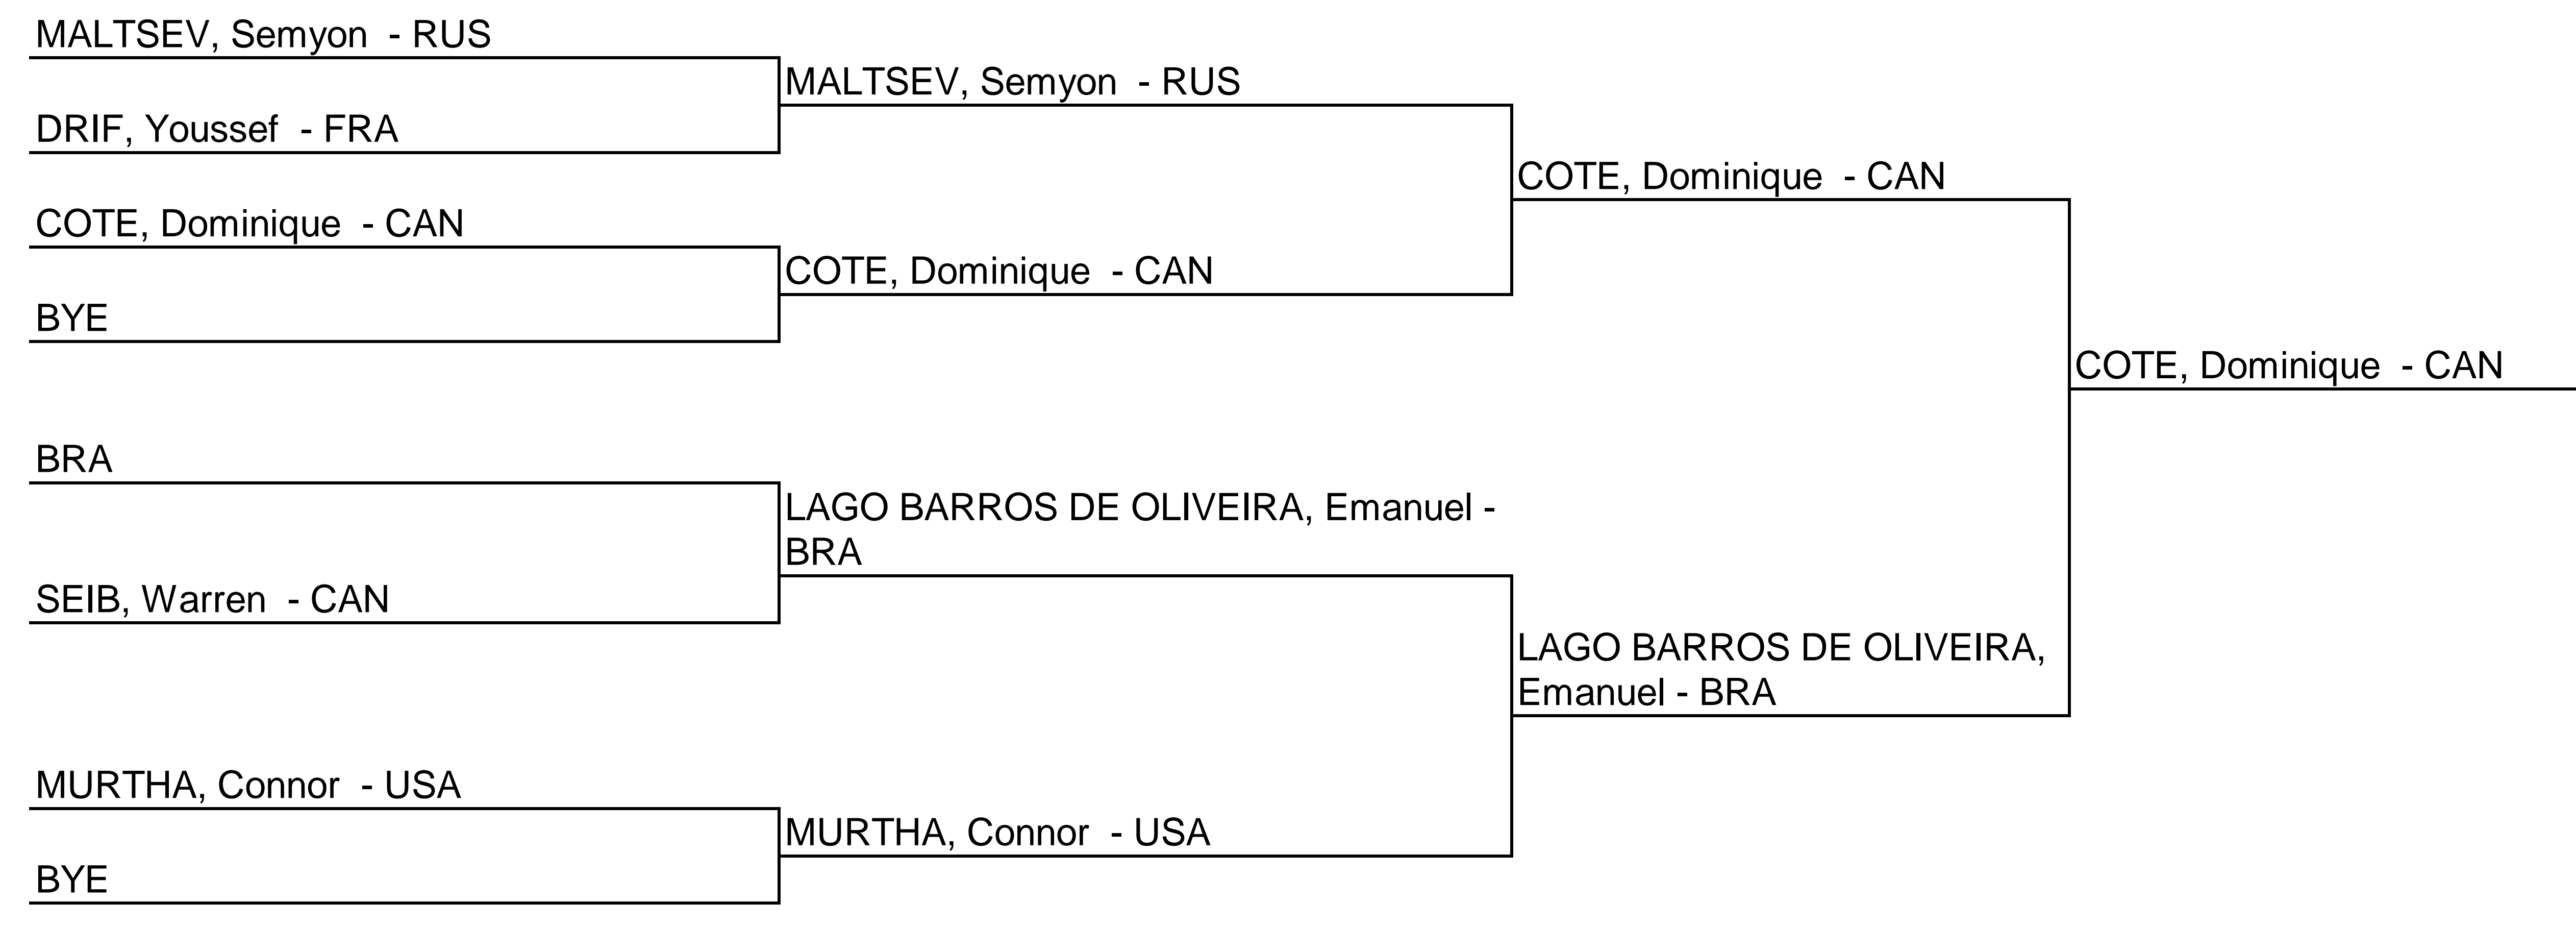 MALTSEV, Semyon - RUS
DRIF, Youssef - FRA
COTE, Dominique - CAN
BYE
BRA
SEIB, Warren - CAN
MURTHA, Connor - USA
BYE
MALTSEV, Semyon - RUS
COTE, Dominique - CAN
LAGO BARROS DE OLIVEIRA, Emanuel -
BRA
MURTHA, Connor - USA
COTE, Dominique - CAN
LAGO BARROS DE OLIVEIRA,
Emanuel - BRA
COTE, Dominique - CAN